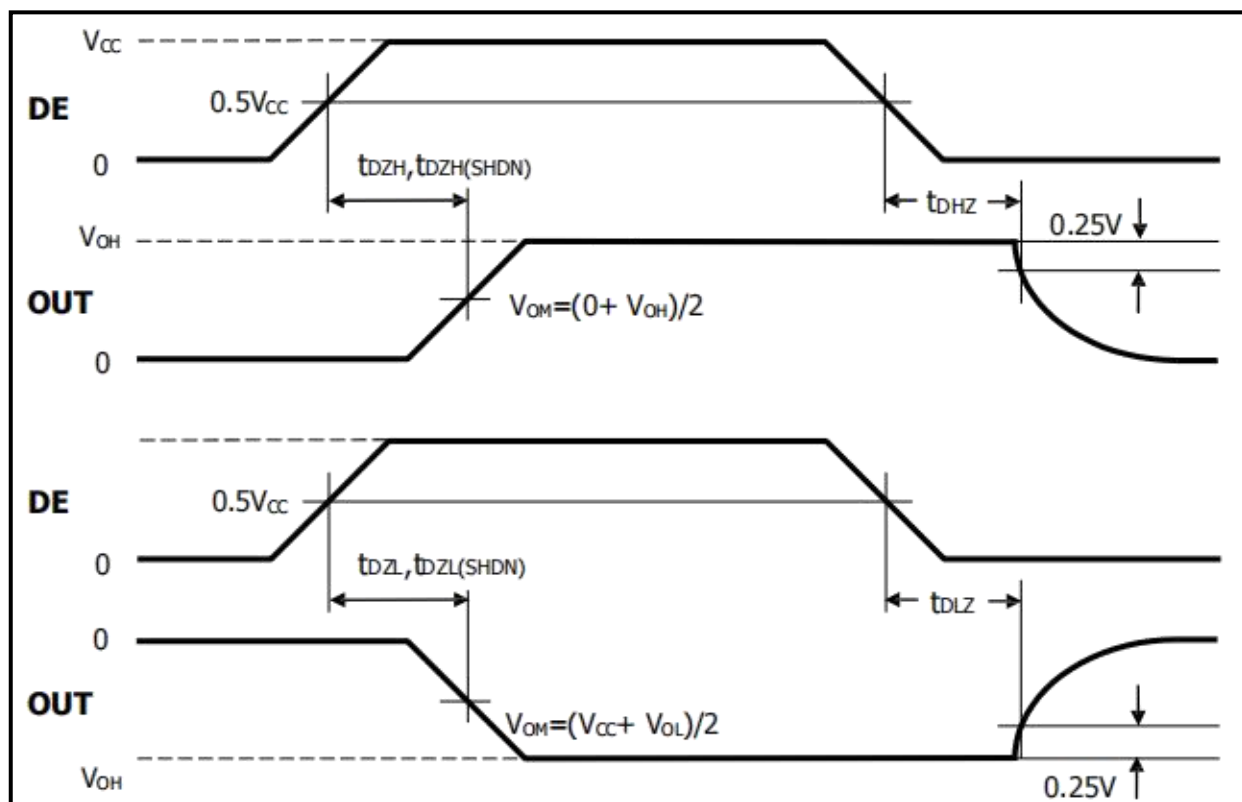 VCC
0.5VCC
DE
0
tDZH,tDZH(SHDN)
tDHZ
0.25V
VOH
OUT
VOM=(0+ VOH)/2
0
0.5VCC
DE
0
tDZL,tDZL(SHDN)
tDLZ
0
OUT
VOM=(VCC+ VOL)/2
VOH
0.25V